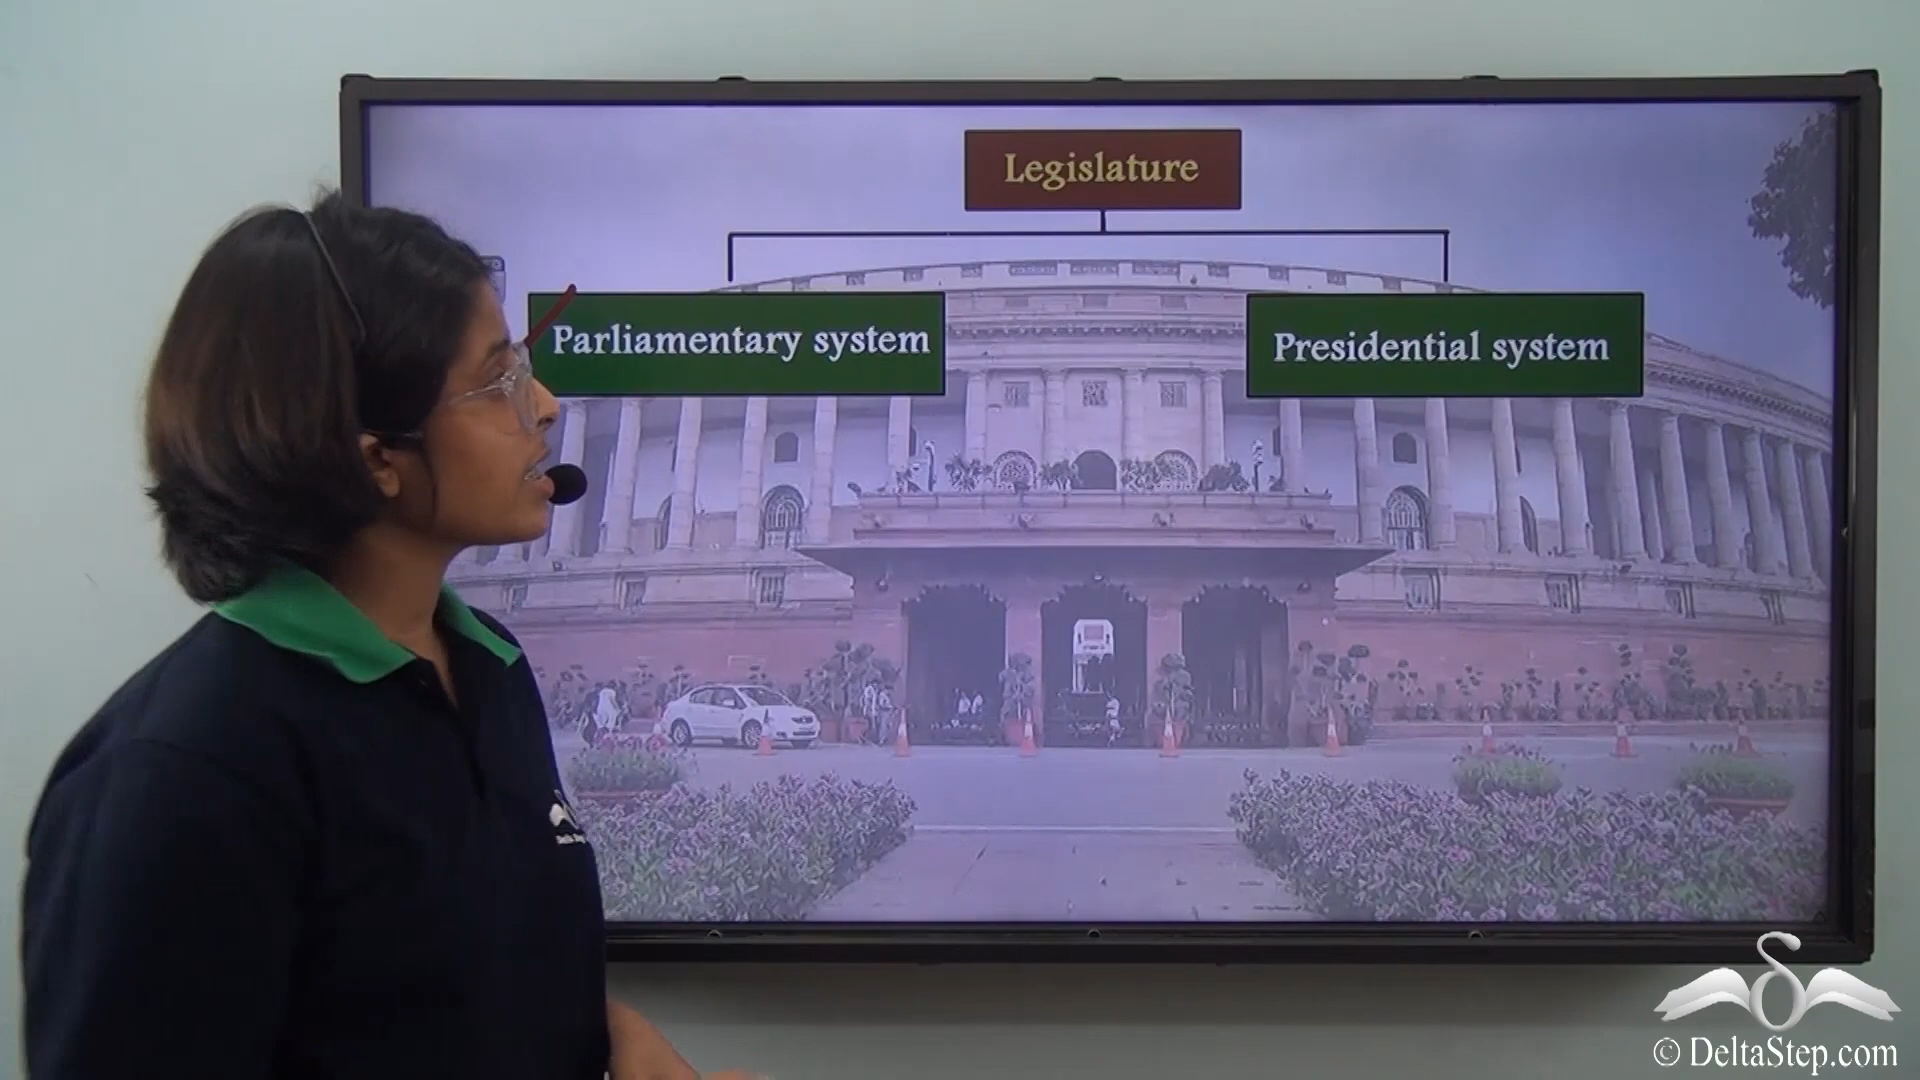 Legislature
Parliamentary system
Presidential system
© DeltaStep.com